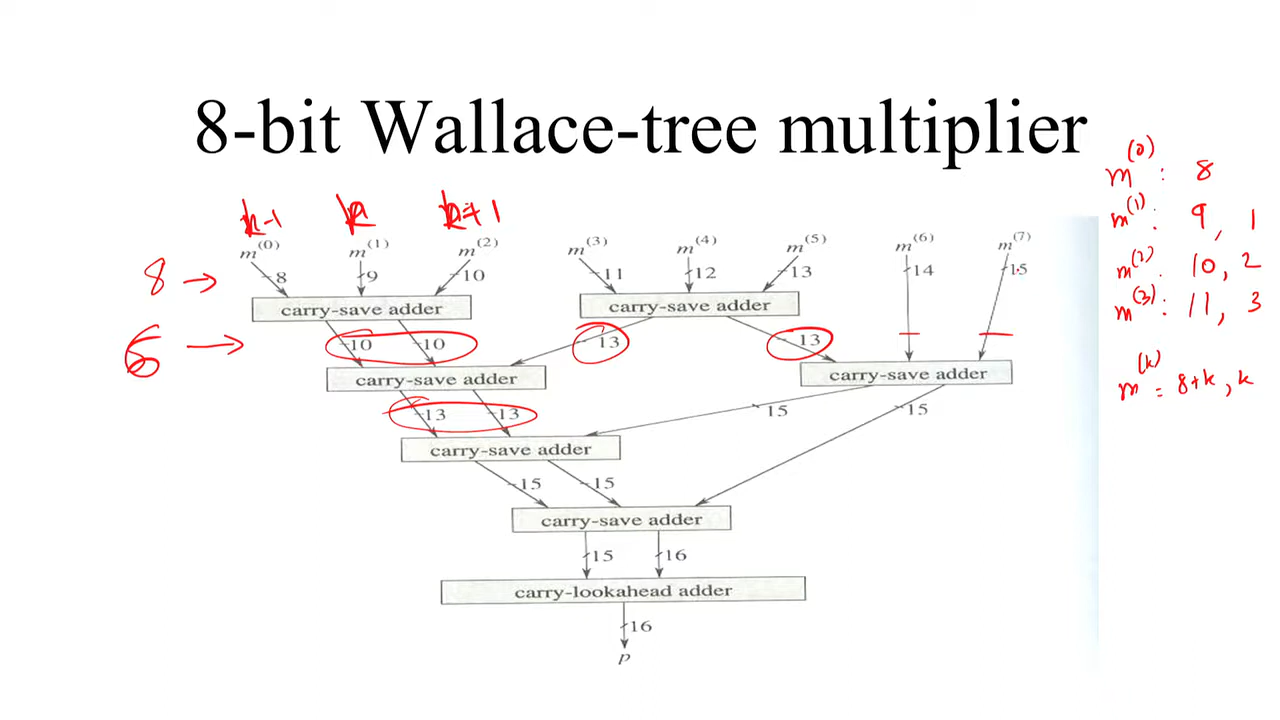 8-bit Wallace-tree multiplier
k-1 k k+1
m(0) m(1) m(2) m(3) m(4) m(5) m(6) m(7)
8 → 8 9 10 11 12 13 14 15
carry-save adder carry-save adder
6 → 10 10 13 13
carry-save adder carry-save adder
13 13 15 15
carry-save adder
15 15
carry-save adder
15 16
carry-lookahead adder
16
p
m(0) : 8
m(1) : 9, 1
m(2) : 10, 2
m(3) : 11, 3
m(k) = 8+k, k